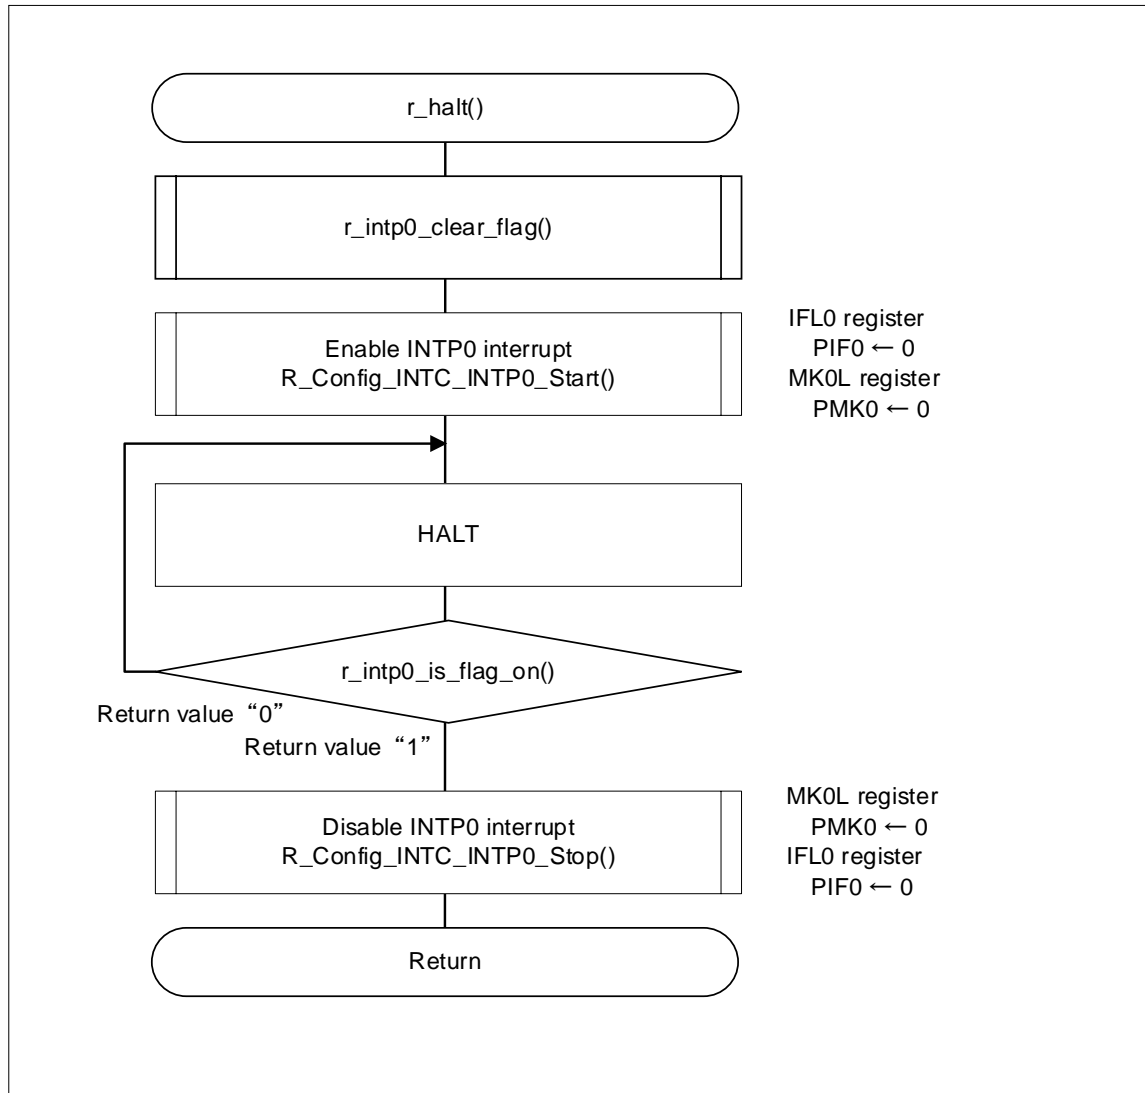 r_halt()
r_intp0_clear_flag()
Enable INTP0 interrupt
R_Config_INTC_INTP0_Start()
IFL0 register
PIF0 ← 0
MK0L register
PMK0 ← 0
HALT
r_intp0_is_flag_on()
Return value “0”
Return value “1”
Disable INTP0 interrupt
R_Config_INTC_INTP0_Stop()
MK0L register
PMK0 ← 0
IFL0 register
PIF0 ← 0
Return